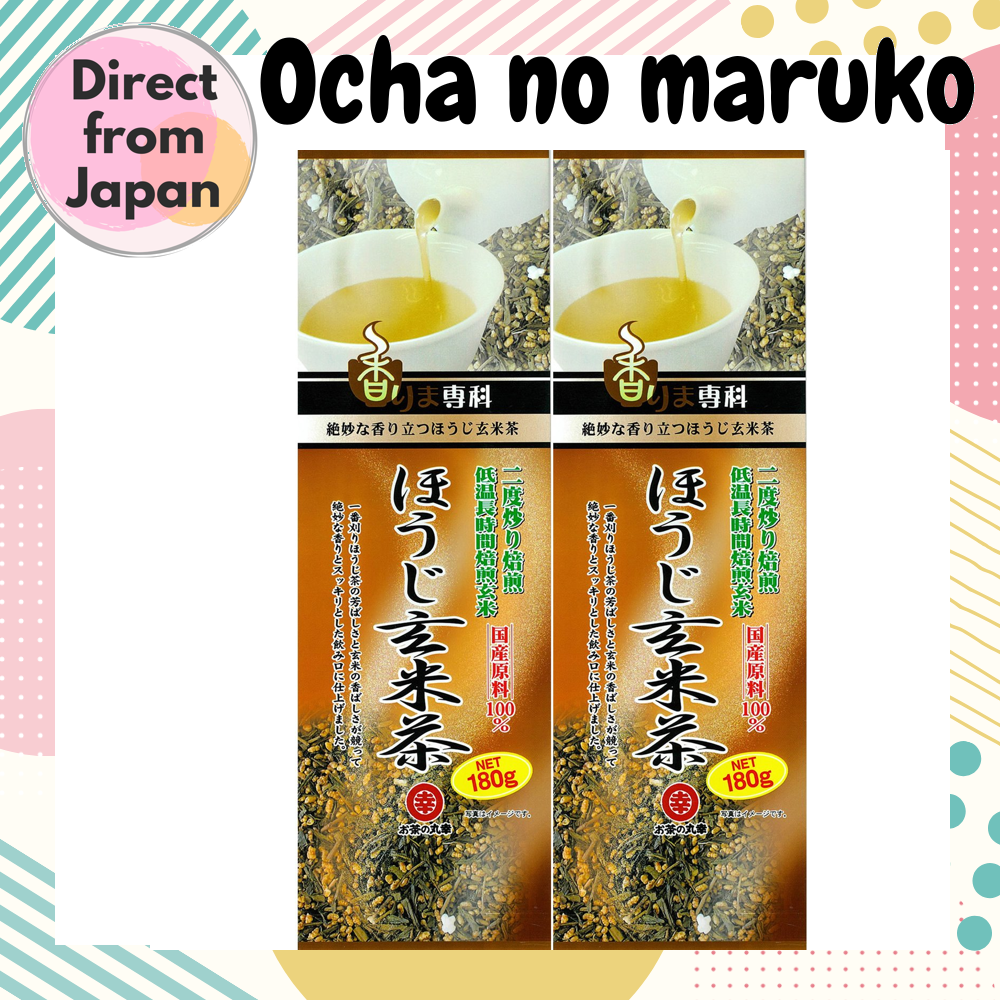 Direct
from
Japan
Ocha no maruko
香りま専科
絶妙な香り立つほうじ玄米茶
二度炒り焙煎
低温長時間焙煎玄米
国産原料100%
ほうじ玄米茶
一番刈りほうじ茶の芳ばしさと玄米の香ばしさが競って
絶妙な香りとスッキリとした飲み口に仕上げました。
NET
180g
幸
お茶の丸幸
写真はイメージです。
香りま専科
絶妙な香り立つほうじ玄米茶
二度炒り焙煎
低温長時間焙煎玄米
国産原料100%
ほうじ玄米茶
一番刈りほうじ茶の芳ばしさと玄米の香ばしさが競って
絶妙な香りとスッキリとした飲み口に仕上げました。
NET
180g
幸
お茶の丸幸
写真はイメージです。